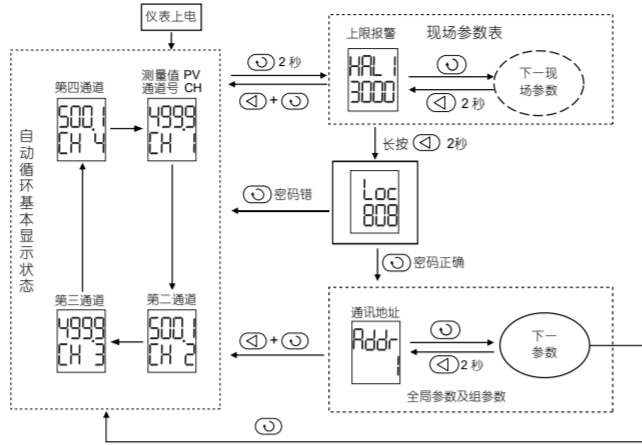 仪表上电
自动循环基本显示状态
第四通道
500.1
CH 4
测量值 PV
通道号 CH
499.9
CH 1
第三通道
499.9
CH 3
第二通道
500.1
CH 2
2 秒
+
上限报警
现场参数表
HAL1
3000
2 秒
下一现
场参数
长按 2秒
Loc
808
密码错
密码正确
+
通讯地址
Addr
1
2 秒
下一
参数
全局参数及组参数